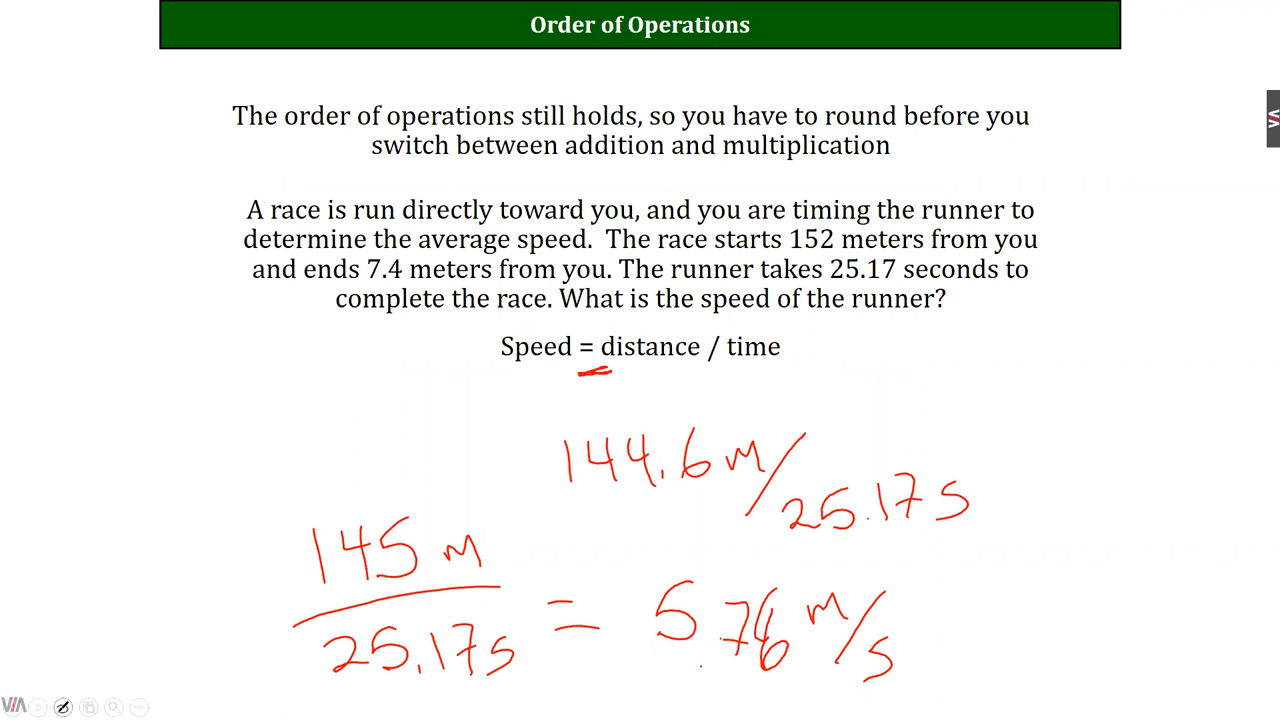 Order of Operations
The order of operations still holds, so you have to round before you
switch between addition and multiplication
A race is run directly toward you, and you are timing the runner to
determine the average speed. The race starts 152 meters from you
and ends 7.4 meters from you. The runner takes 25.17 seconds to
complete the race. What is the speed of the runner?
Speed = distance / time
144.6 m/25.17 s
145 m
25.17 s
= 5.76 m/s
VIA
VIA